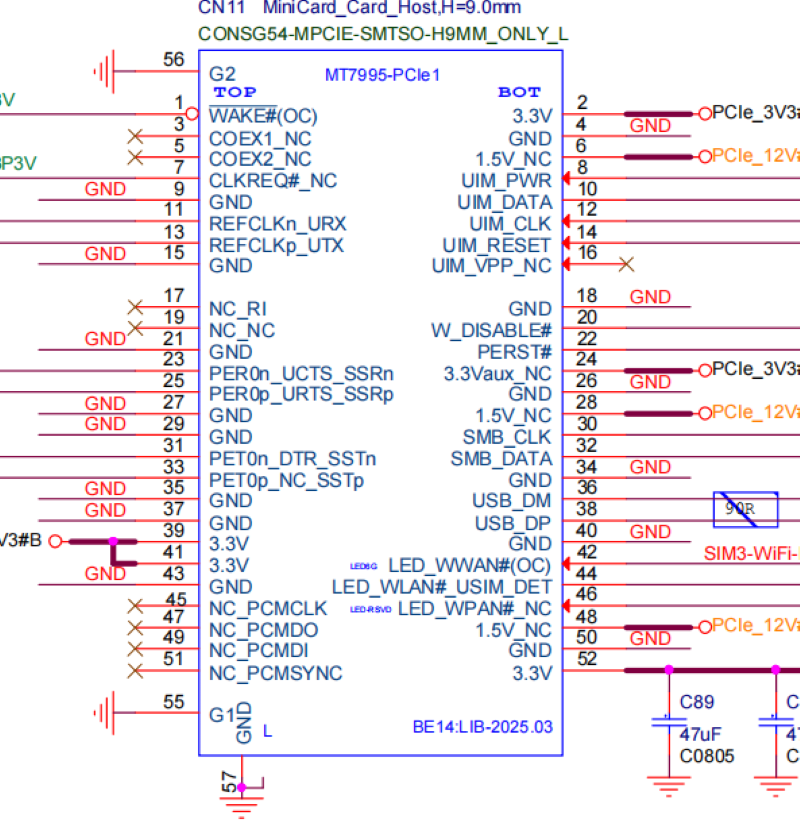 CN11 MiniCard_Card_Host,H=9.0mm
CONSG54-MPCIE-SMTSO-H9MM_ONLY_L
56 G2 MT7995-PCIe1
TOP BOT
1 WAKE#(OC) 3.3V 2 PCIe_3V3#
3 COEX1_NC GND 4 GND
5 COEX2_NC 1.5V_NC 6 PCIe_12V#
7 CLKREQ#_NC UIM_PWR 8
GND 9 GND UIM_DATA 10
11 REFCLKn_URX UIM_CLK 12
13 REFCLKp_UTX UIM_RESET 14
GND 15 GND UIM_VPP_NC 16
17 NC_RI GND 18 GND
19 NC_NC W_DISABLE# 20
GND 21 GND PERST# 22
23 PER0n_UCTS_SSRn 3.3Vaux_NC 24 PCIe_3V3#
25 PER0p_URTS_SSRp GND 26 GND
GND 27 GND 1.5V_NC 28 PCIe_12V#
GND 29 GND SMB_CLK 30
31 PET0n_DTR_SSTn SMB_DATA 32
33 PET0p_NC_SSTp GND 34 GND
GND 35 GND USB_DM 36
GND 37 GND USB_DP 38 90R
V3#B 39 3.3V GND 40 GND
41 3.3V LED5G LED_WWAN#(OC) 42 SIM3-WiFi-
GND 43 GND LED_WLAN#_USIM_DET 44
45 NC_PCMCLK LED-RSVD LED_WPAN#_NC 46
47 NC_PCMDO 1.5V_NC 48 PCIe_12V#
49 NC_PCMDI GND 50 GND
51 NC_PCMSYNC 3.3V 52
55 G1 GND L BE14:LIB-2025.03
57
C89
47uF
C0805